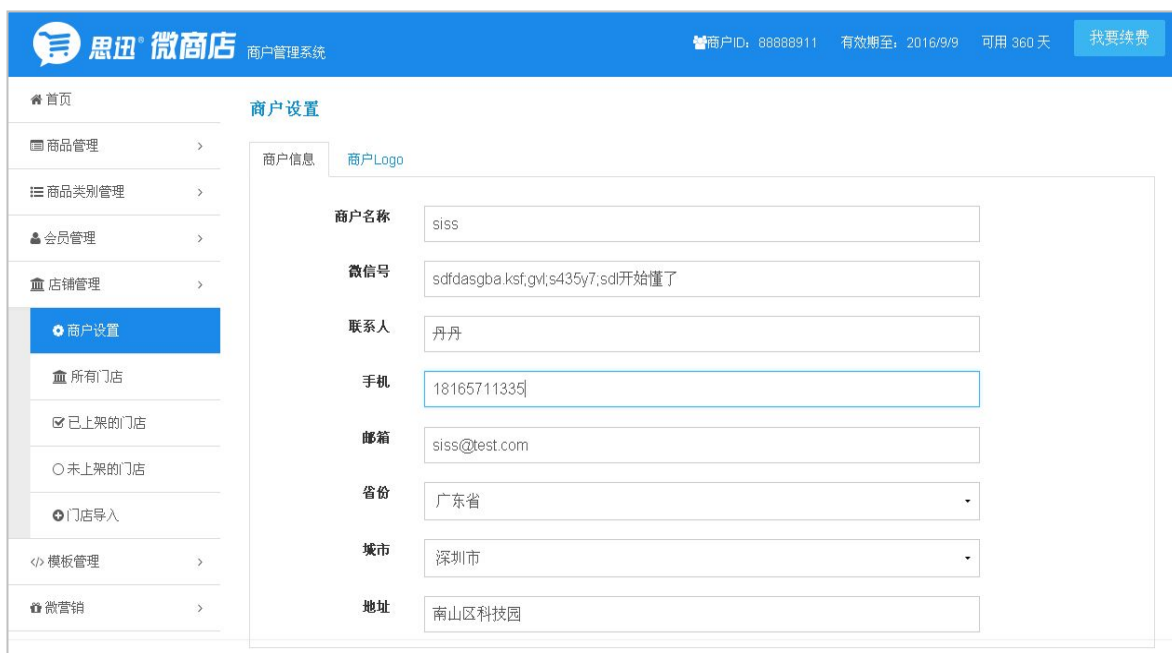 思迅® 微商店 商户管理系统 商户ID：88888911 有效期至：2016/9/9 可用 360 天 我要续费
首页
商品管理
商品类别管理
会员管理
店铺管理
商户设置
所有门店
已上架的门店
未上架的门店
门店导入
模板管理
微营销
商户设置
商户信息 商户Logo
商户名称 siss
微信号 sdfdasgba.ksf;gvl;s435y7;sdl开始懂了
联系人 丹丹
手机 18165711335
邮箱 siss@test.com
省份 广东省
城市 深圳市
地址 南山区科技园